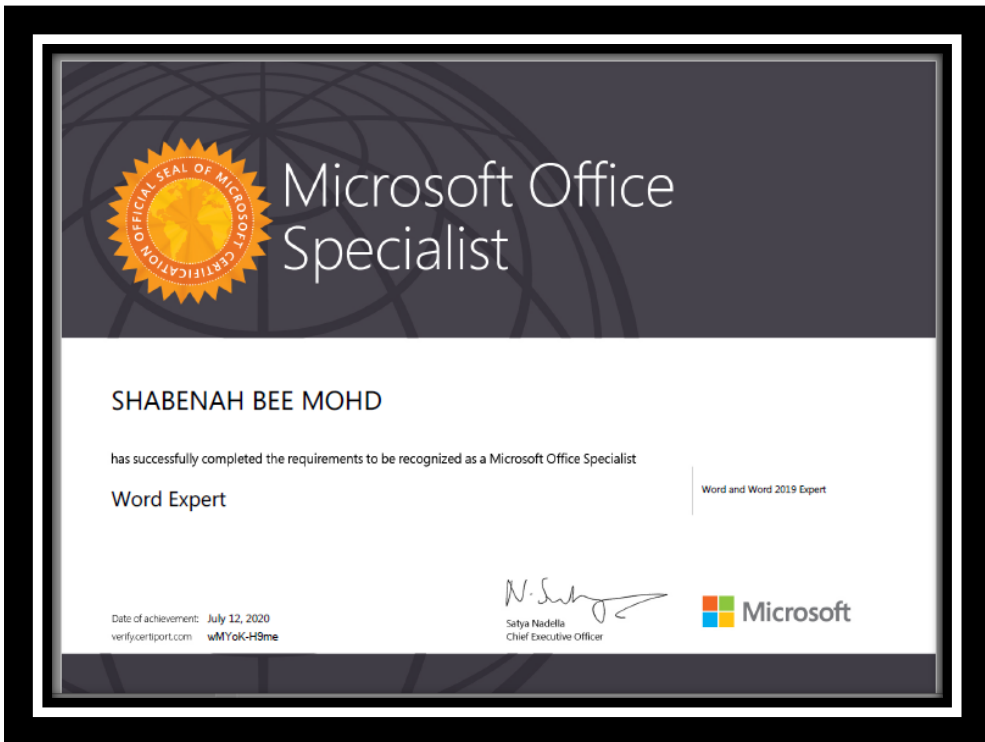 OFFICIAL SEAL OF MICROSOFT CERTIFICATION
Microsoft Office
Specialist
SHABENAH BEE MOHD
has successfully completed the requirements to be recognized as a Microsoft Office Specialist
Word Expert
Word and Word 2019 Expert
Date of achievement: July 12, 2020
verify.certiport.com wMYoK-H9me
N. S
Satya Nadella
Chief Executive Officer
Microsoft